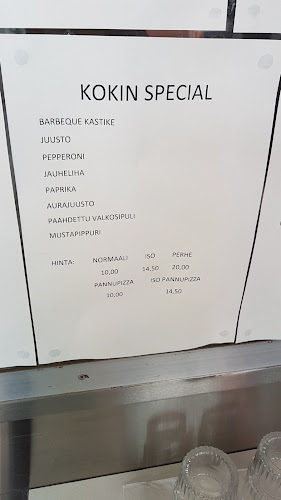 KOKIN SPECIAL
BARBEQUE KASTIKE
JUUSTO
PEPPERONI
JAUHELIHA
PAPRIKA
AURAJUUSTO
PAAHDETTU VALKOSIPULI
MUSTAPIPPURI
HINTA: NORMAALI ISO PERHE
10,00 14,50 20,00
PANNUPIZZA ISO PANNUPIZZA
10,00 14,50